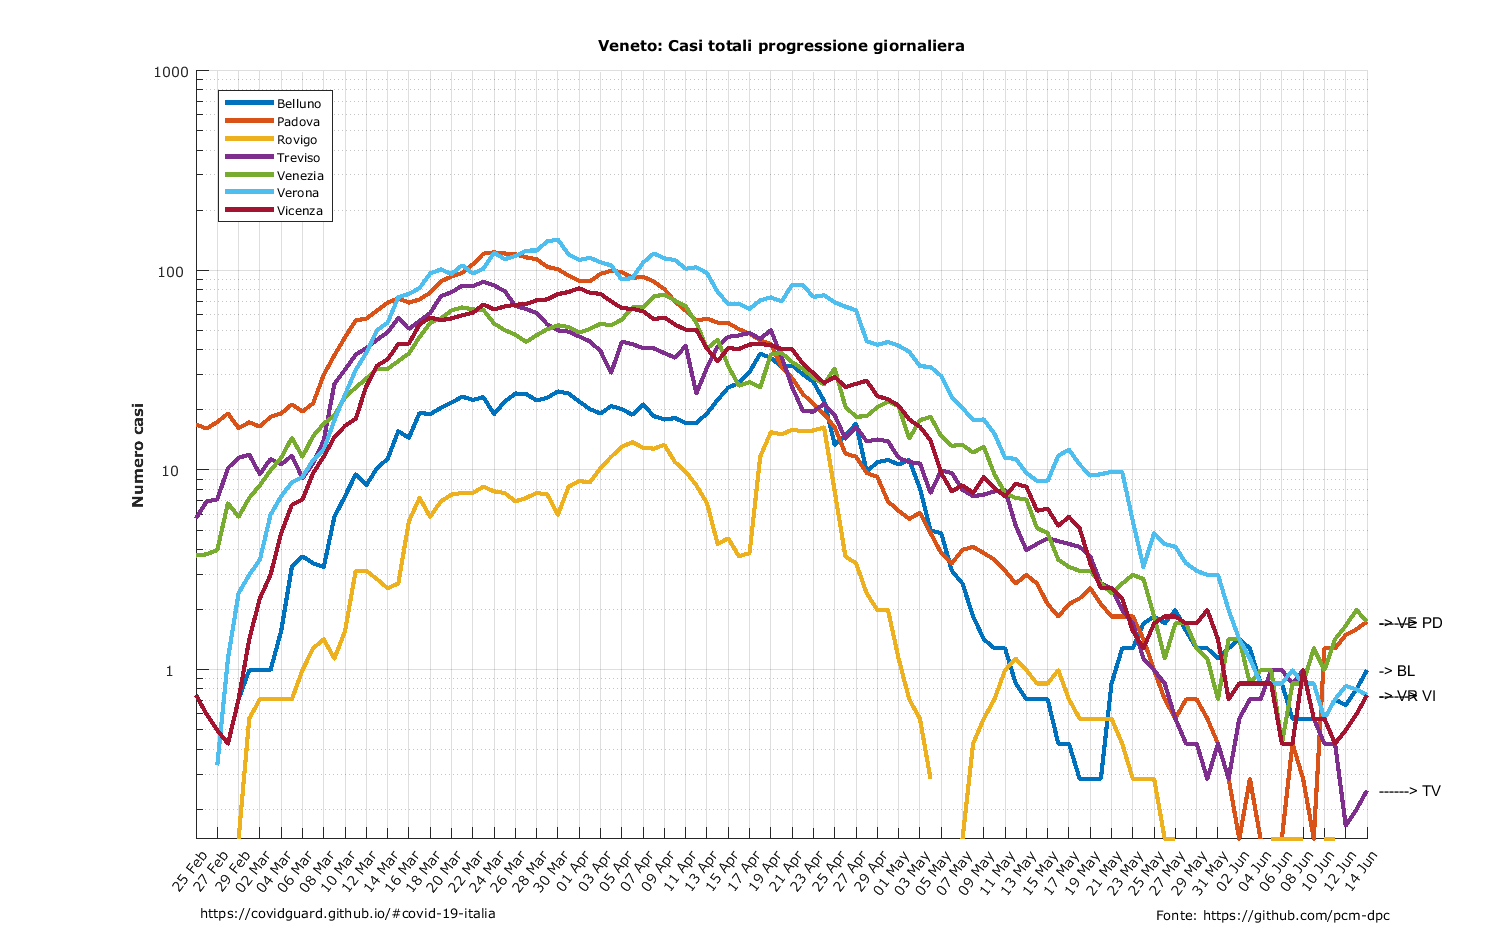 Veneto: Casi totali progressione giornaliera
Numero casi
1000
100
10
1
Belluno
Padova
Rovigo
Treviso
Venezia
Verona
Vicenza
PD
-> BL
VI
------> TV
25 Feb
27 Feb
29 Feb
02 Mar
04 Mar
06 Mar
08 Mar
10 Mar
12 Mar
14 Mar
16 Mar
18 Mar
20 Mar
22 Mar
24 Mar
26 Mar
28 Mar
30 Mar
01 Apr
03 Apr
05 Apr
07 Apr
09 Apr
11 Apr
13 Apr
15 Apr
17 Apr
19 Apr
21 Apr
23 Apr
25 Apr
27 Apr
29 Apr
01 May
03 May
05 May
07 May
09 May
11 May
13 May
15 May
17 May
19 May
21 May
23 May
25 May
27 May
29 May
31 May
02 Jun
04 Jun
06 Jun
08 Jun
10 Jun
12 Jun
14 Jun
https://covidguard.github.io/#covid-19-italia
Fonte: https://github.com/pcm-dpc